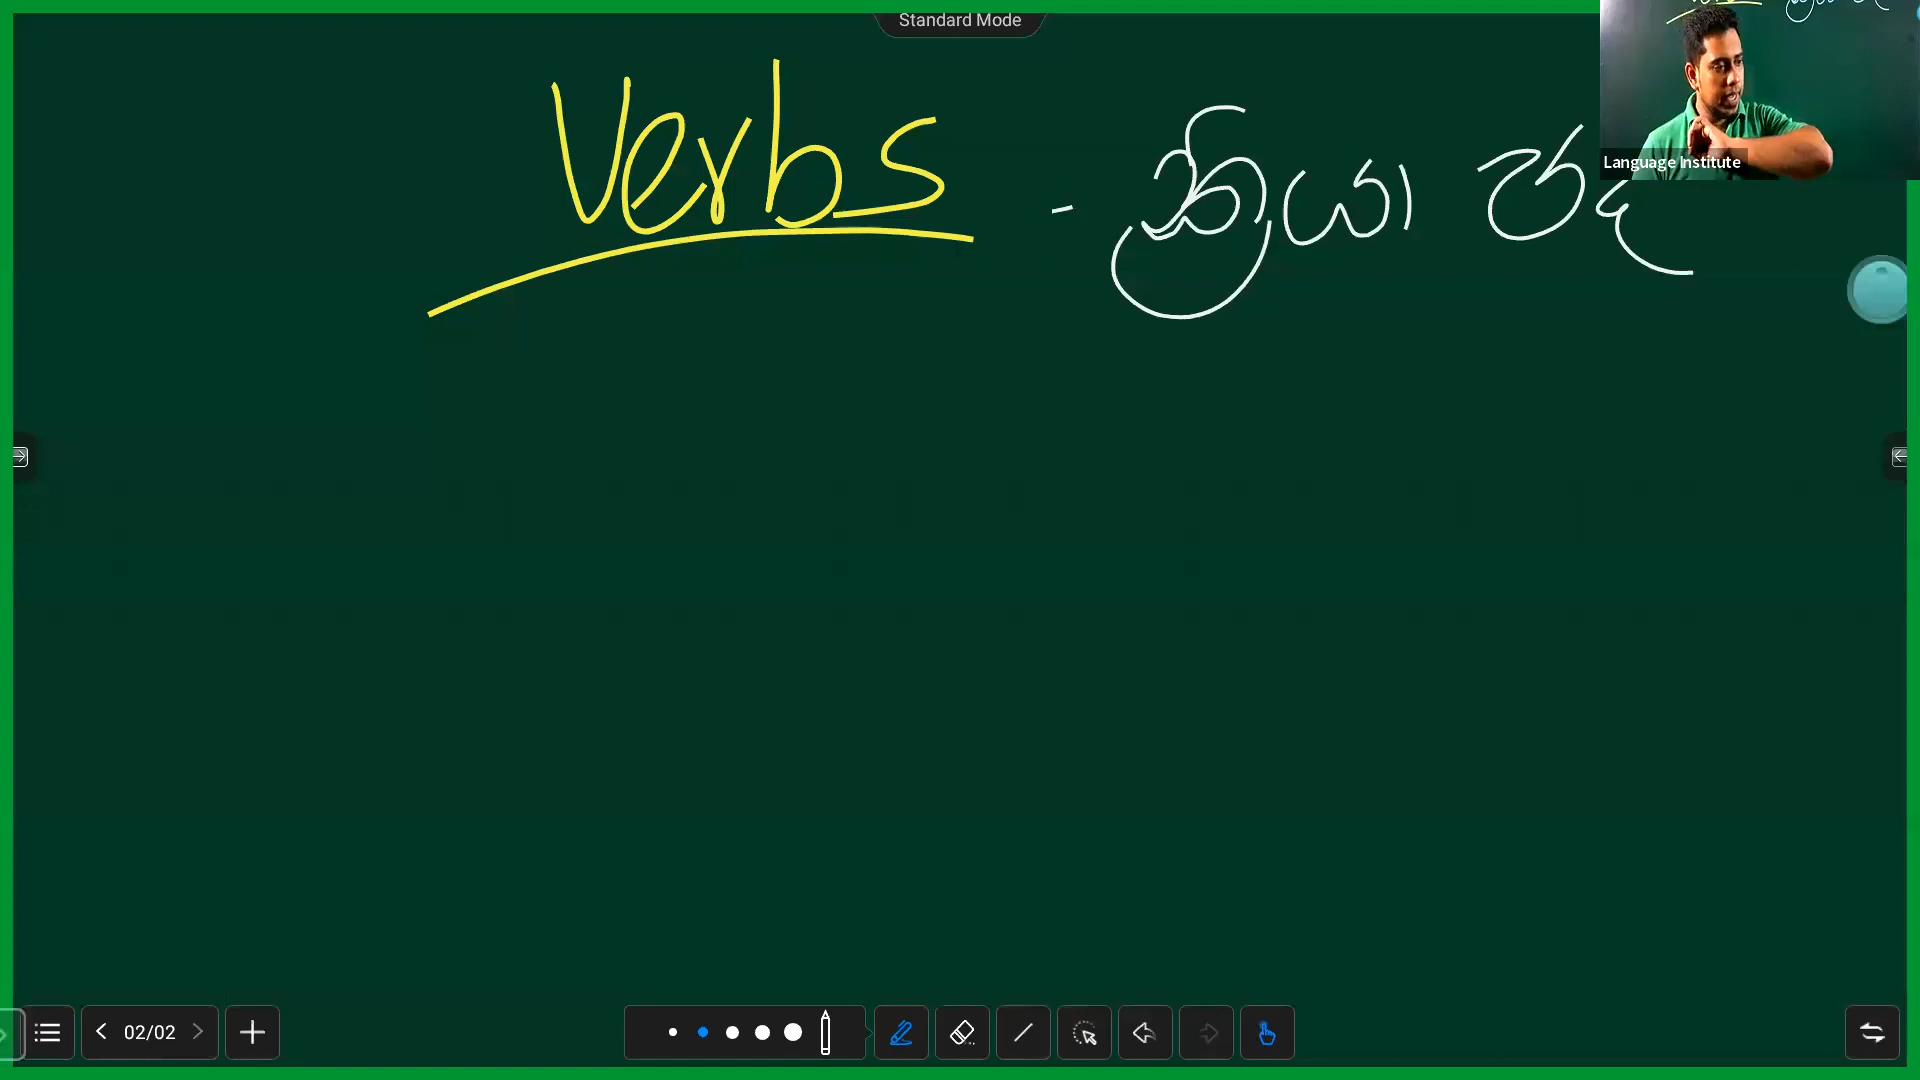 Standard Mode
Verbs - ක්‍රියා පද
Language Institute
02/02